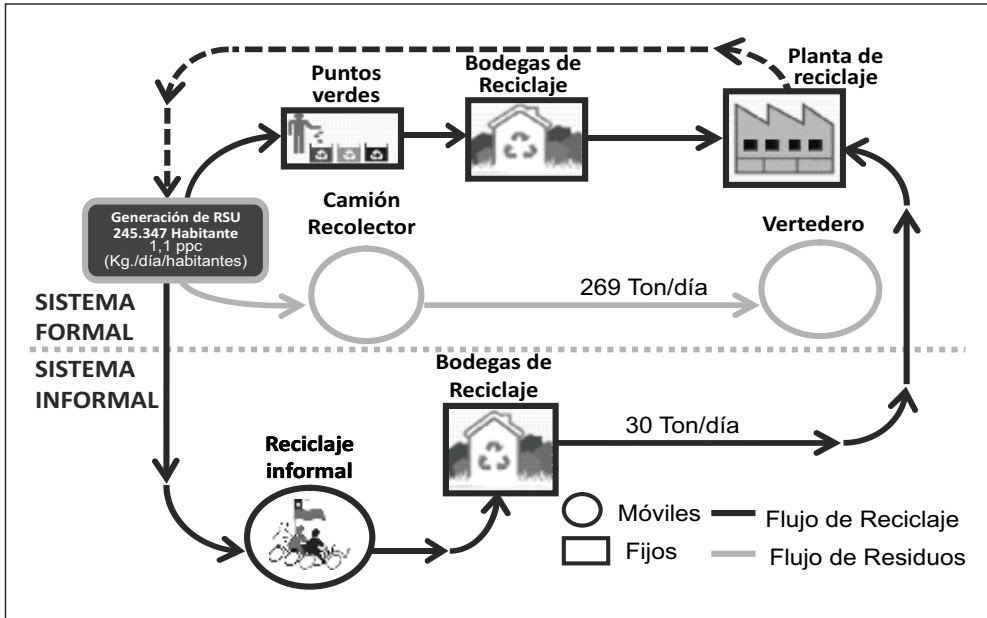 Puntos
verdes
Bodegas de
Reciclaje
Planta de
reciclaje
Generación de RSU
245.347 Habitante
1,1 ppc
(Kg./día/habitantes)
Camión
Recolector
Vertedero
269 Ton/día
SISTEMA
FORMAL
SISTEMA
INFORMAL
Bodegas de
Reciclaje
30 Ton/día
Reciclaje
informal
Móviles
Flujo de Reciclaje
Fijos
Flujo de Residuos